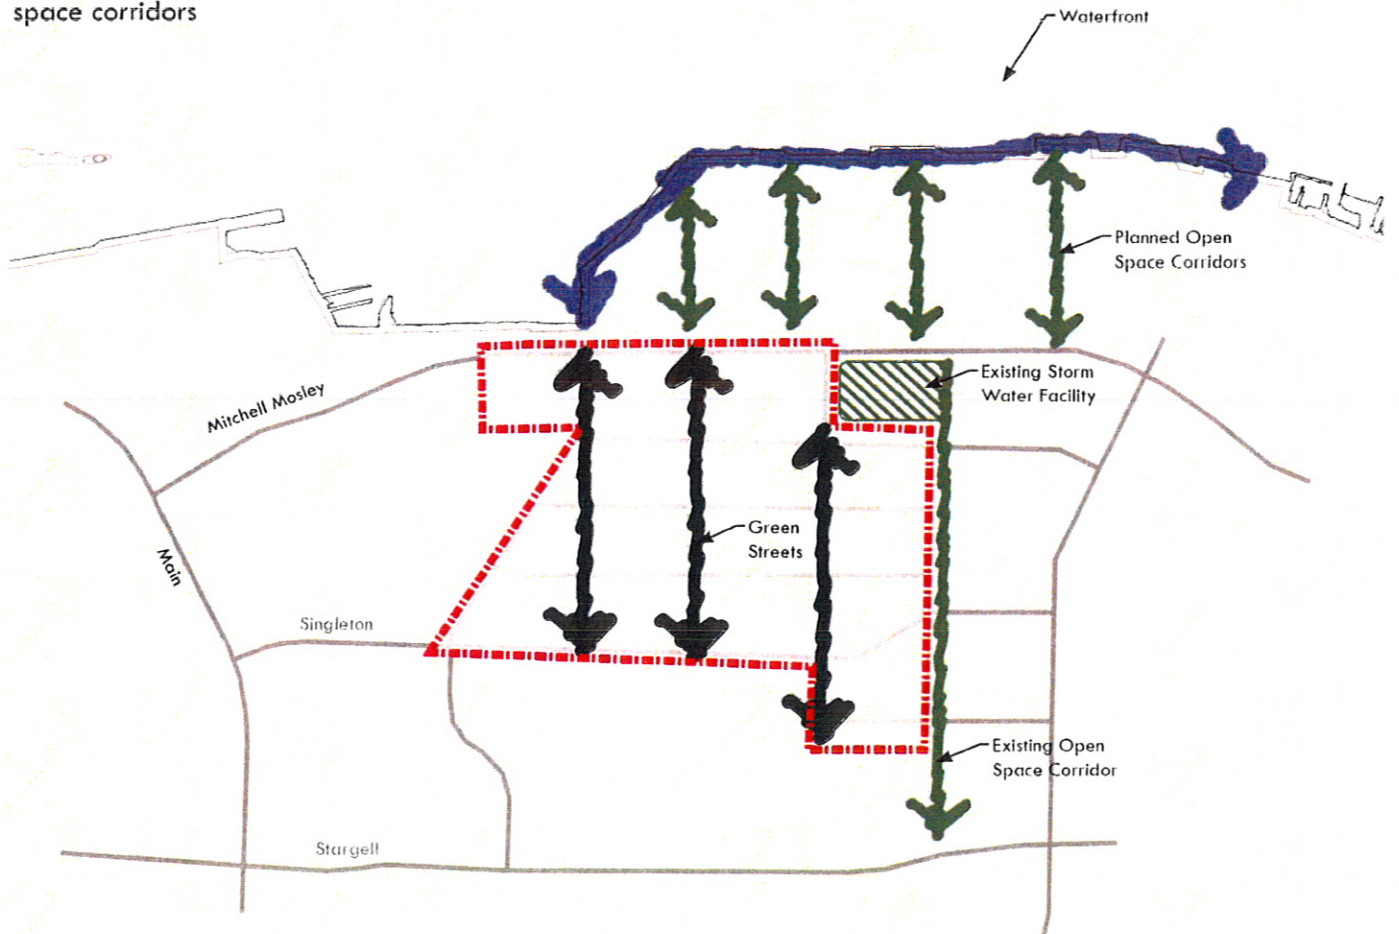 space corridors
Waterfront
Planned Open
Space Corridors
Existing Storm
Water Facility
Mitchell Mosley
Green
Streets
Main
Singleton
Existing Open
Space Corridor
Stargell